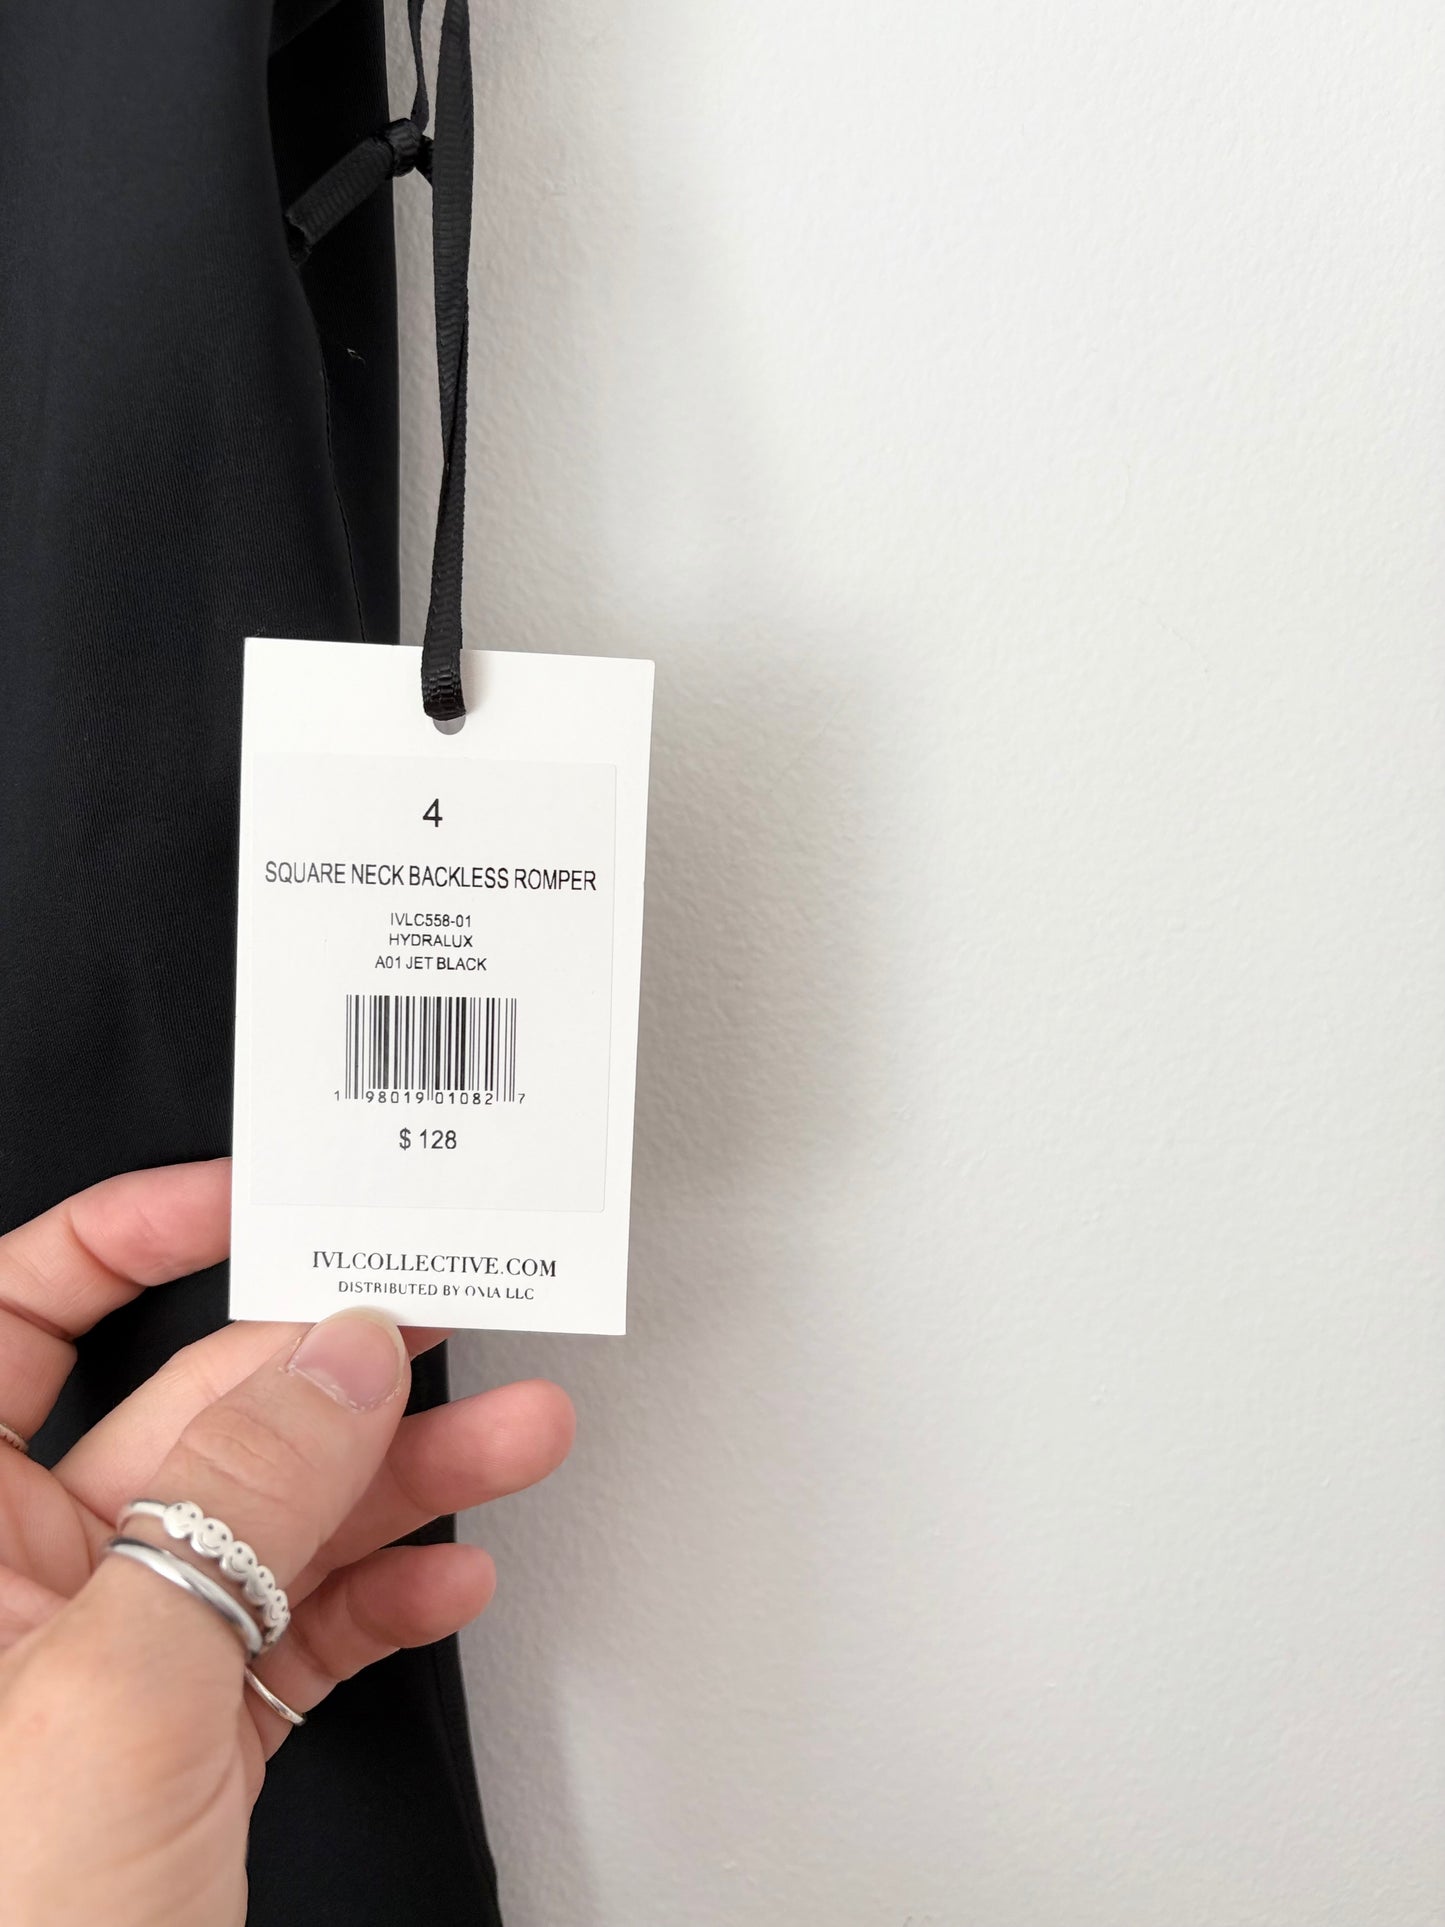 4
SQUARE NECK BACKLESS ROMPER
IVLC558-01
HYDRALUX
A01 JET BLACK
1 98019 01082 7
$ 128
IVLCOLLECTIVE.COM
DISTRIBUTED BY ONIA LLC